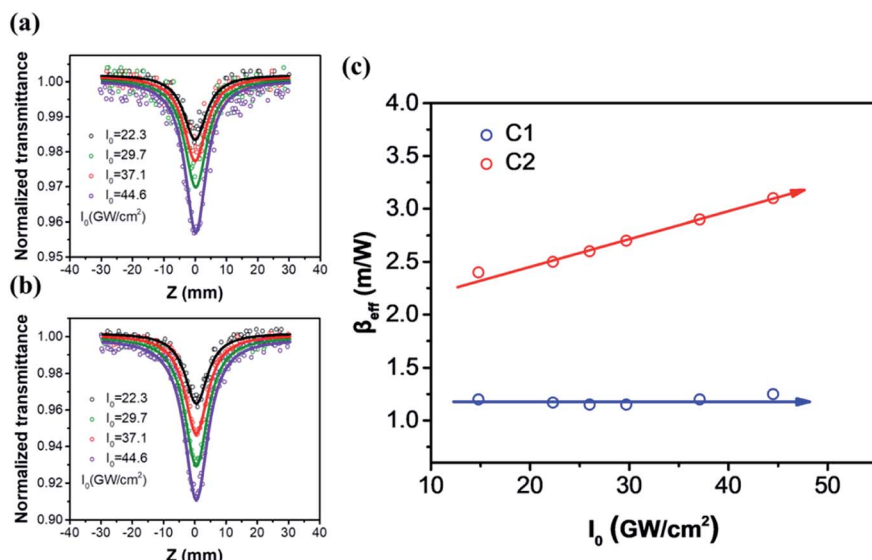 (a)
Normalized transmittance
1.00
0.99
0.98
0.97
0.96
0.95
I0=22.3
I0=29.7
I0=37.1
I0=44.6
I0(GW/cm2)
-40 -30 -20 -10 0 10 20 30 40
Z (mm)
(b)
Normalized transmittance
1.00
0.98
0.96
0.94
0.92
0.90
I0=22.3
I0=29.7
I0=37.1
I0=44.6
I0(GW/cm2)
-40 -30 -20 -10 0 10 20 30 40
Z (mm)
(c)
βeff (m/W)
4.0
3.5
3.0
2.5
2.0
1.5
1.0
C1
C2
10 20 30 40 50
I0 (GW/cm2)